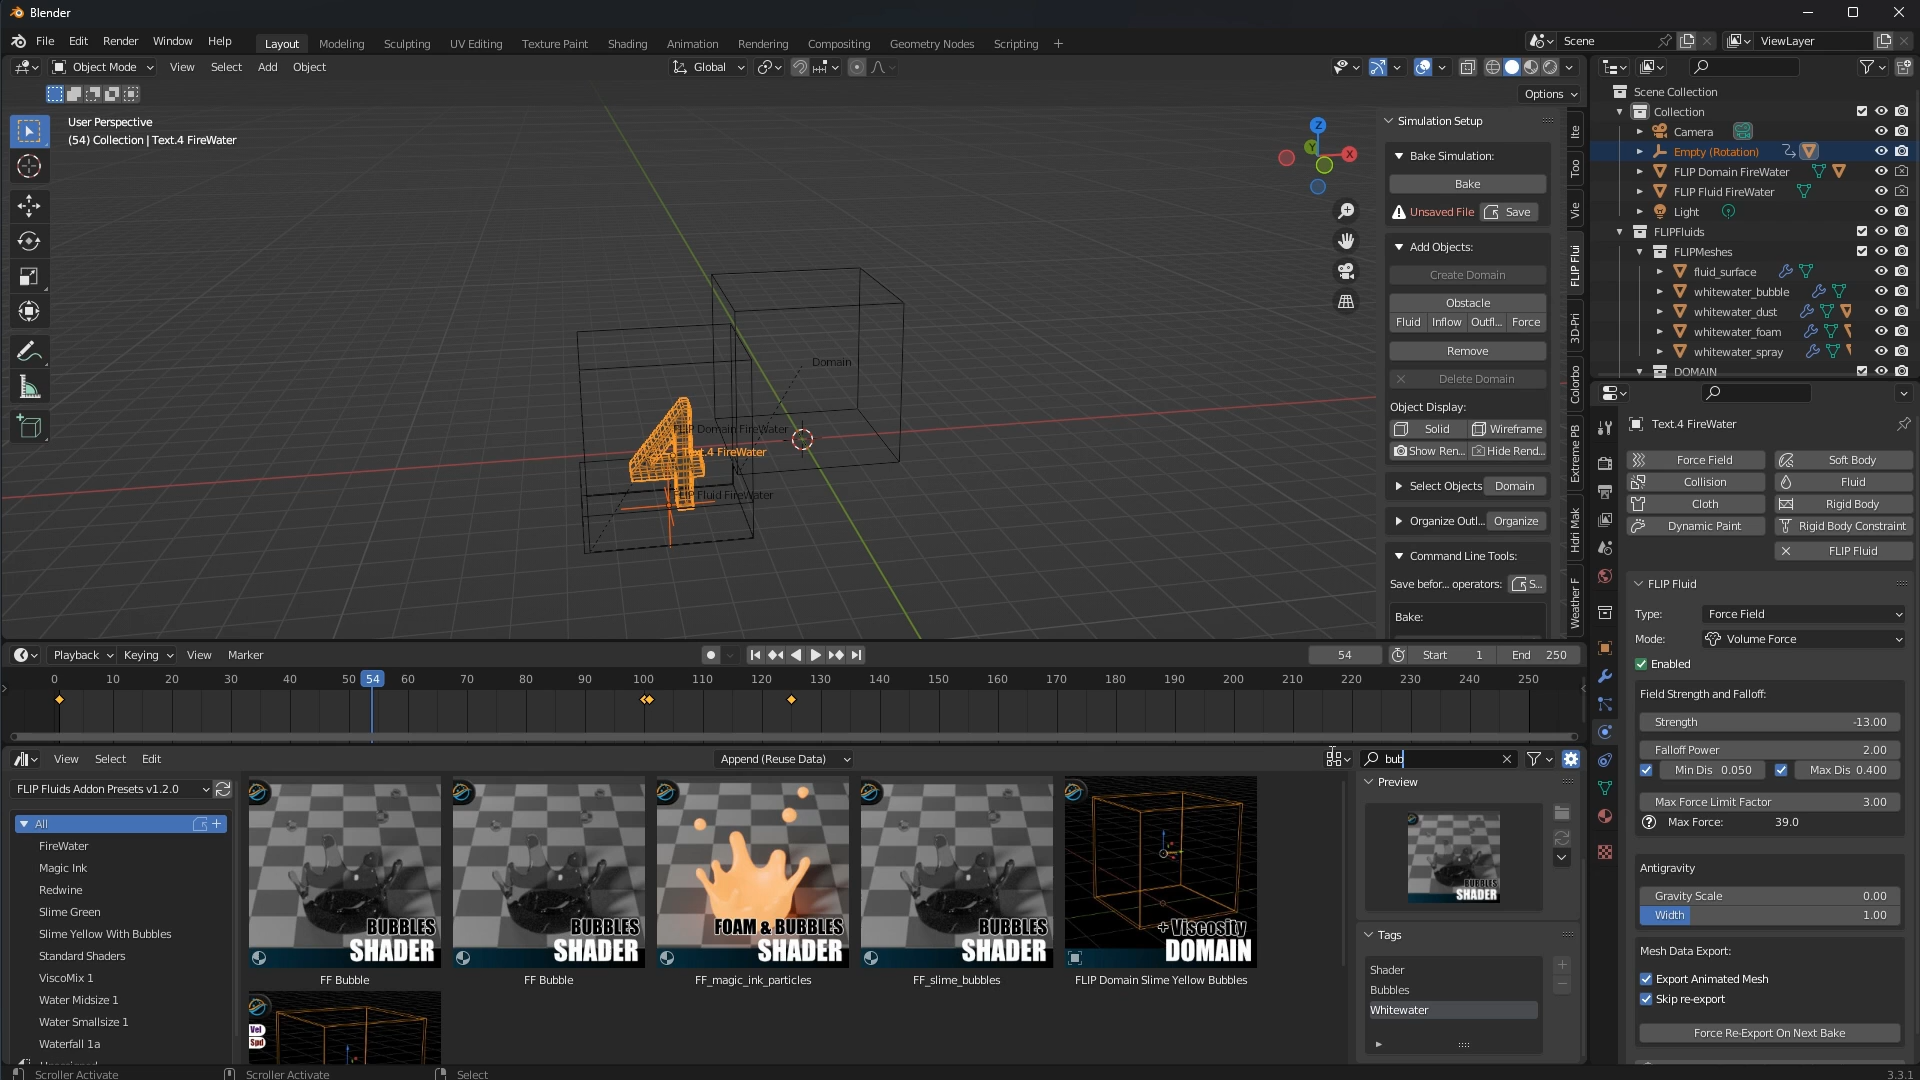 Blender
File Edit Render Window Help
Layout Modeling Sculpting UV Editing Texture Paint Shading Animation Rendering Compositing Geometry Nodes Scripting +
Scene
ViewLayer
Object Mode View Select Add Object
Global
Options
User Perspective
(54) Collection | Text.4 FireWater
Z
Y
X
Domain
FLIP Domain FireWater
Text.4 FireWater
FLIP Fluid FireWater
Simulation Setup
Bake Simulation:
Bake
Unsaved File Save
Add Objects:
Create Domain
Obstacle
Fluid Inflow Outfl... Force
Remove
Delete Domain
Object Display:
Solid Wireframe
Show Ren... Hide Rend...
Select Objects Domain
Organize Outl... Organize
Command Line Tools:
Save befor... operators: S...
Bake:
Ite
Too
Vie
FLIP Flui
3D-Pri
Colorbo
Extreme PB
Hdri Mak
Weather F
Scene Collection
Collection
Camera
Empty (Rotation)
FLIP Domain FireWater
FLIP Fluid FireWater
Light
FLIPFluids
FLIPMeshes
fluid_surface
whitewater_bubble
whitewater_dust
whitewater_foam
whitewater_spray
DOMAIN
Text.4 FireWater
Force Field Soft Body
Collision Fluid
Cloth Rigid Body
Dynamic Paint Rigid Body Constraint
FLIP Fluid
FLIP Fluid
Type: Force Field
Mode: Volume Force
Enabled
Field Strength and Falloff:
Strength -13.00
Falloff Power 2.00
Min Dis 0.050 Max Dis 0.400
Max Force Limit Factor 3.00
Max Force: 39.0
Antigravity
Gravity Scale 0.00
Width 1.00
Mesh Data Export:
Export Animated Mesh
Skip re-export
Force Re-Export On Next Bake
Playback Keying View Marker
54 Start 1 End 250
0 10 20 30 40 50 54 60 70 80 90 100 110 120 130 140 150 160 170 180 190 200 210 220 230 240 250
View Select Edit
Append (Reuse Data)
bub
FLIP Fluids Addon Presets v1.2.0
All
FireWater
Magic Ink
Redwine
Slime Green
Slime Yellow With Bubbles
Standard Shaders
ViscoMix 1
Water Midsize 1
Water Smallsize 1
Waterfall 1a
BUBBLES
SHADER
FF Bubble
BUBBLES
SHADER
FF Bubble
FOAM & BUBBLES
SHADER
FF_magic_ink_particles
BUBBLES
SHADER
FF_slime_bubbles
+ Viscosity
DOMAIN
FLIP Domain Slime Yellow Bubbles
Vel
Spd
Preview
BUBBLES
SHADER
Tags
Shader
Bubbles
Whitewater
Scroller Activate Scroller Activate Select
3.3.1